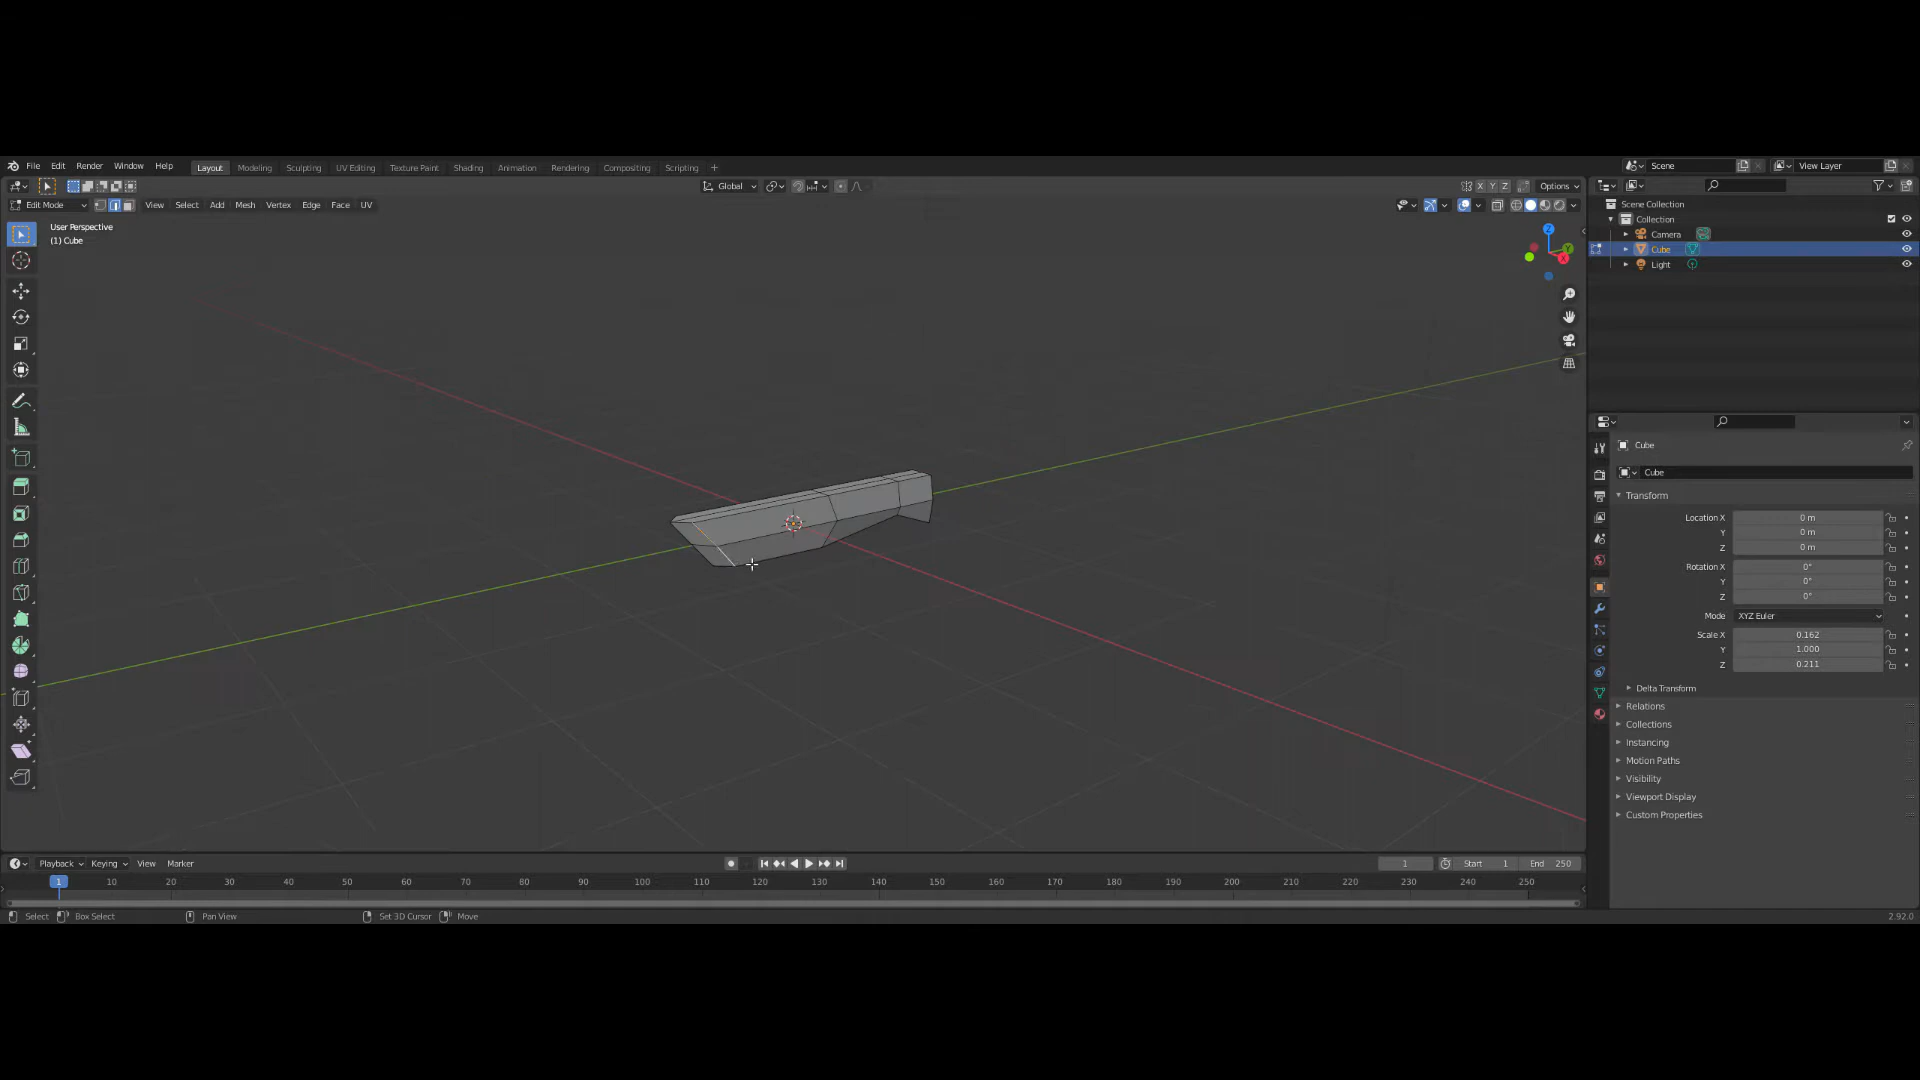 File Edit Render Window Help Layout Modeling Sculpting UV Editing Texture Paint Shading Animation Rendering Compositing Scripting +
Scene View Layer
Global X Y Z Options
Edit Mode View Select Add Mesh Vertex Edge Face UV
User Perspective
(1) Cube
Z
Y
X
Scene Collection
Collection
Camera
Cube
Light
Cube
Cube
Transform
Location X 0 m
Y 0 m
Z 0 m
Rotation X 0°
Y 0°
Z 0°
Mode XYZ Euler
Scale X 0.162
Y 1.000
Z 0.211
Delta Transform
Relations
Collections
Instancing
Motion Paths
Visibility
Viewport Display
Custom Properties
Playback Keying View Marker 1 Start 1 End 250
1 10 20 30 40 50 60 70 80 90 100 110 120 130 140 150 160 170 180 190 200 210 220 230 240 250
Select Box Select Pan View Set 3D Cursor Move 2.92.0